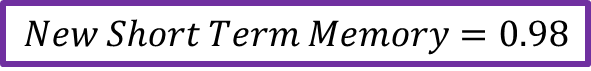 New Short Term Memory = 0.98